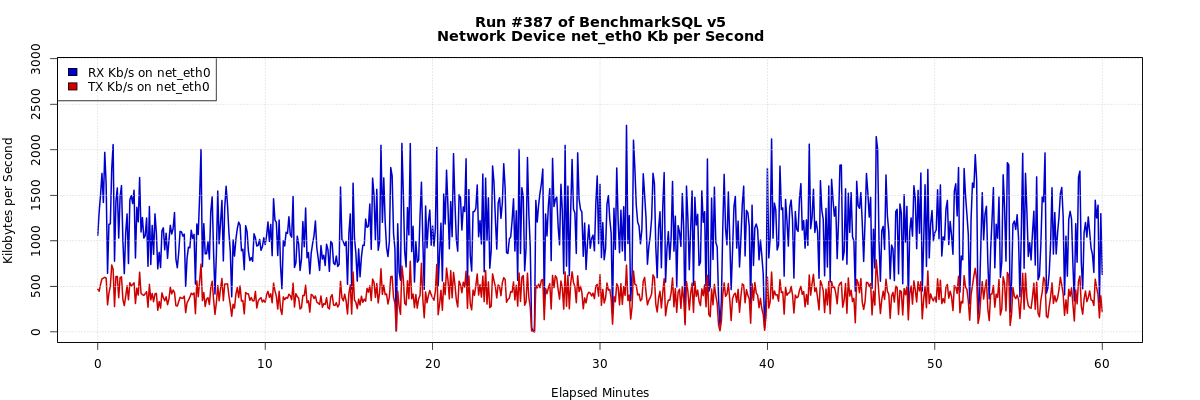 Run #387 of BenchmarkSQL v5
Network Device net_eth0 Kb per Second
RX Kb/s on net_eth0
TX Kb/s on net_eth0
Kilobytes per Second
3000
2500
2000
1500
1000
500
0
0 10 20 30 40 50 60
Elapsed Minutes